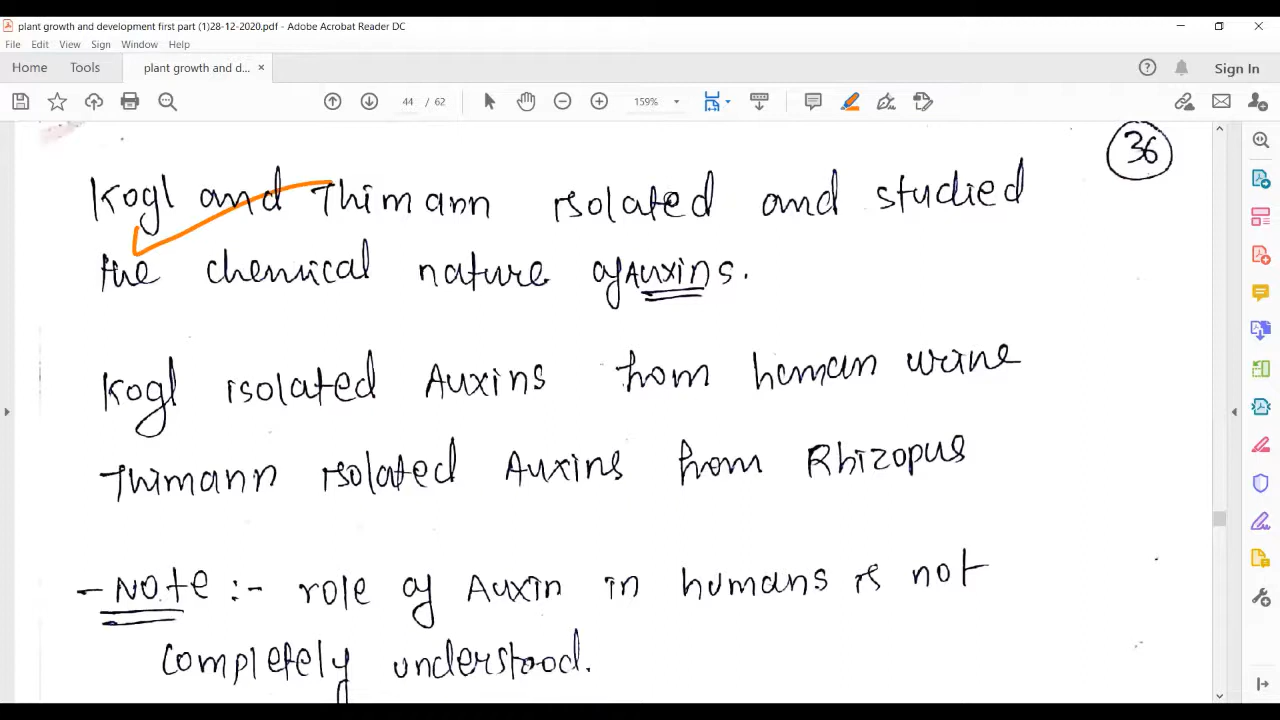 plant growth and development first part (1)28-12-2020.pdf - Adobe Acrobat Reader DC
File Edit View Sign Window Help
Home Tools plant growth and d... × Sign In
44 / 62 159%
36
Kogl and Thimann isolated and studied
the chemical nature of Auxins.
Kogl isolated Auxins from human urine
Thimann isolated Auxins from Rhizopus
- Note :- role of Auxin in humans is not
completely understood.